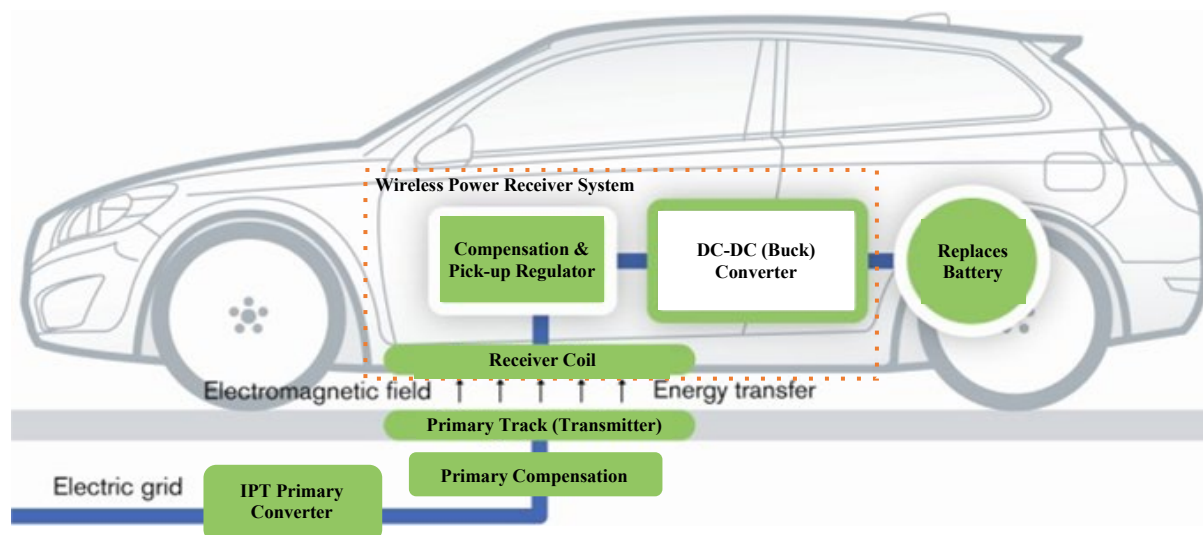 Wireless Power Receiver System
Compensation &
Pick-up Regulator
DC-DC (Buck)
Converter
Replaces
Battery
Receiver Coil
Electromagnetic field
Energy transfer
Primary Track (Transmitter)
Primary Compensation
Electric grid
IPT Primary
Converter